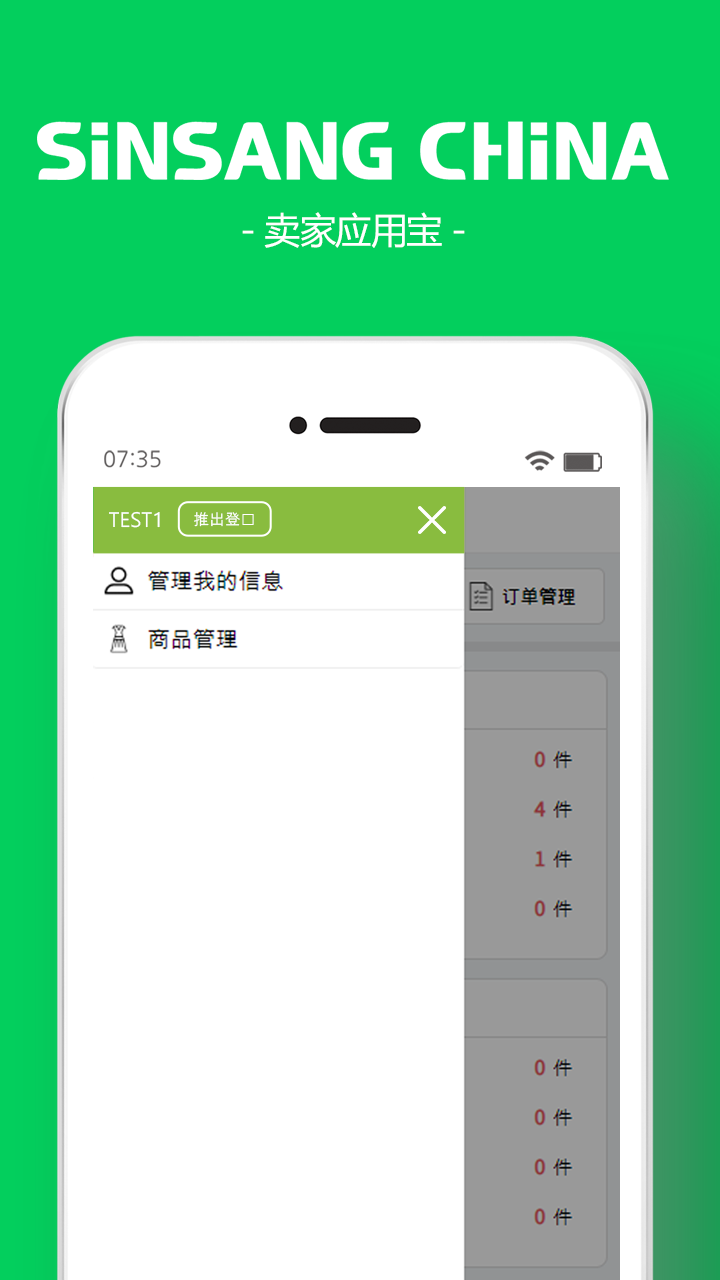 SiNSANG CHiNA
- 卖家应用宝 -
07:35
TEST1 推出登口
管理我的信息
订单管理
商品管理
0 件
4 件
1 件
0 件
0 件
0 件
0 件
0 件